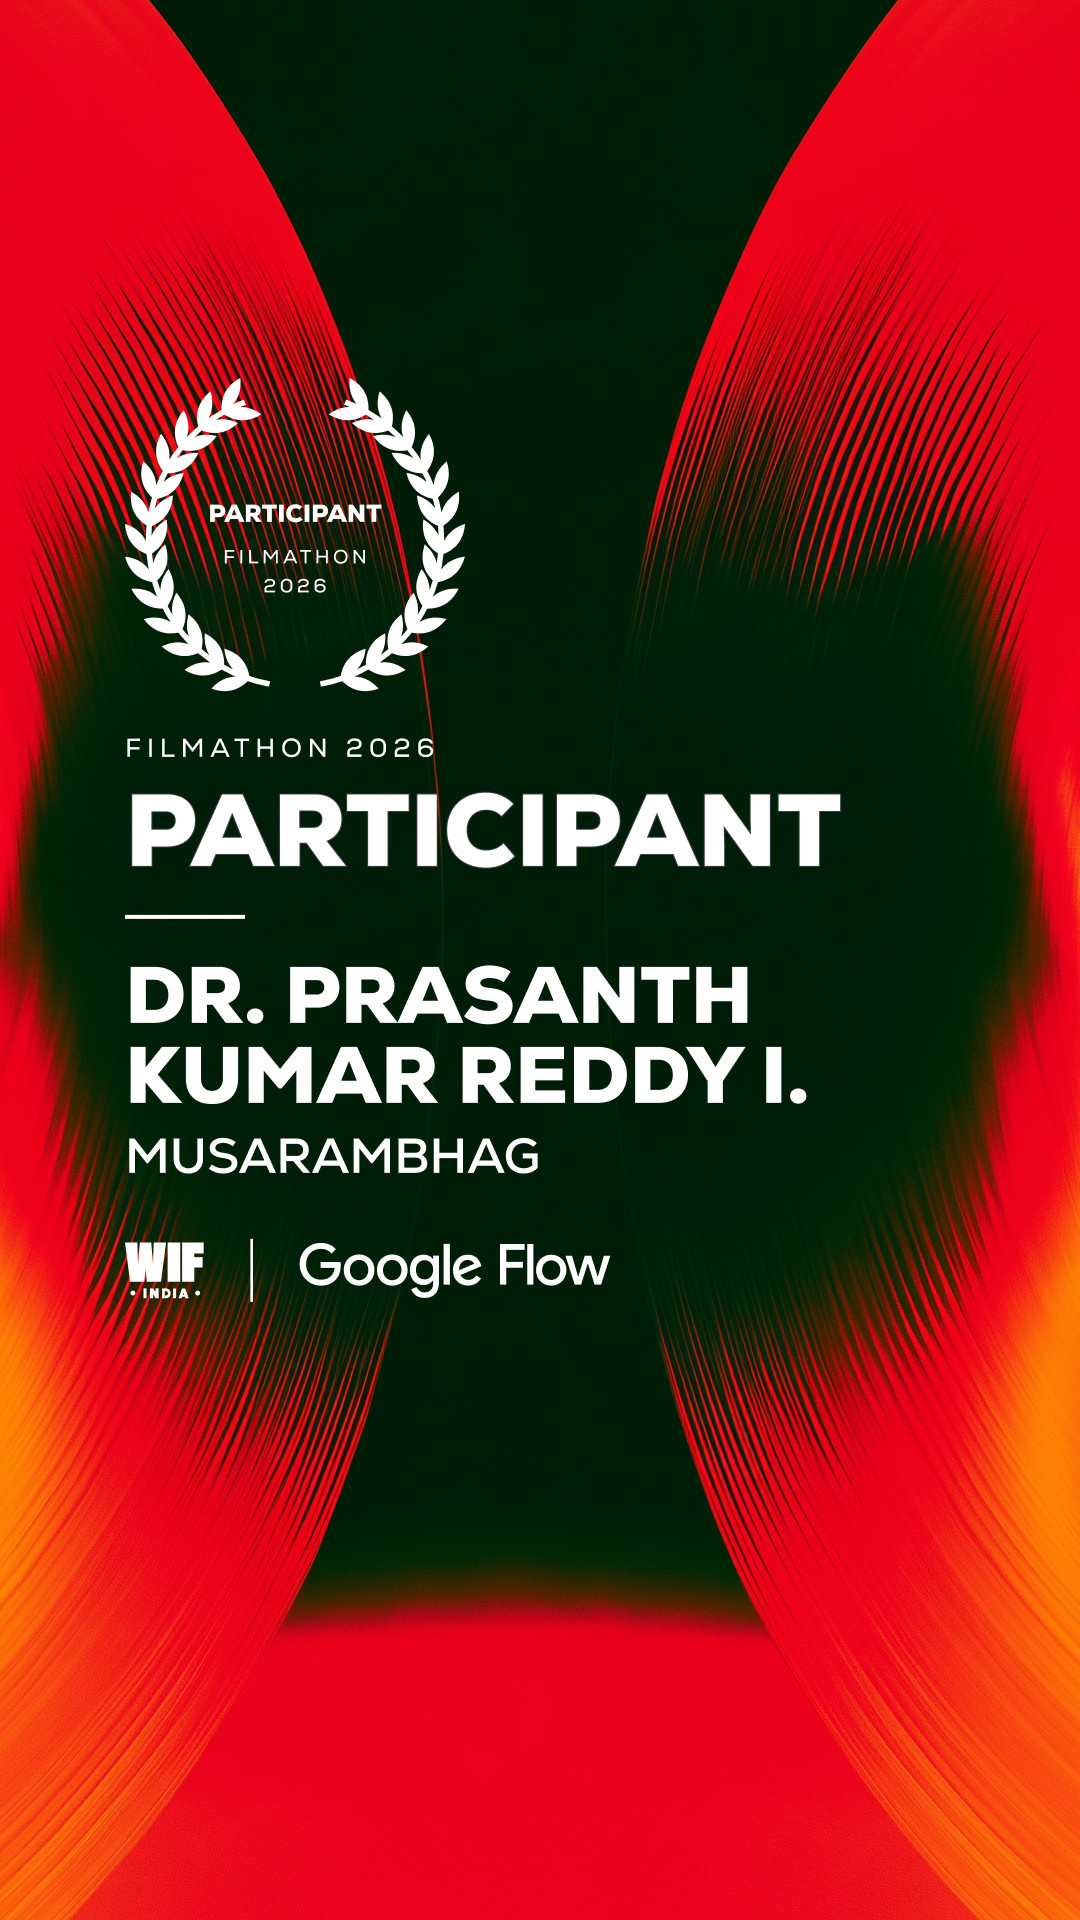 PARTICIPANT
FILMATHON
2026
FILMATHON 2026
PARTICIPANT
DR. PRASANTH
KUMAR REDDY I.
MUSARAMBHAG
WIF
• INDIA •
Google Flow